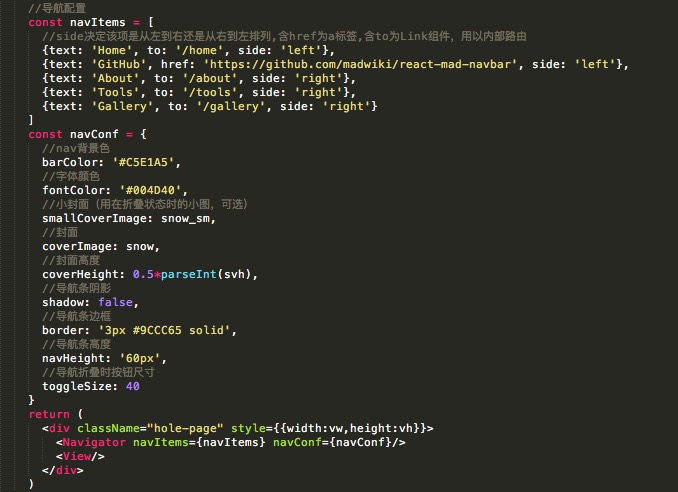 //导航配置
const navItems = [
//side决定该项是从左到右还是从右到左排列,含href为a标签,含to为Link组件，用以内部路由
{text: 'Home', to: '/home', side: 'left'},
{text: 'GitHub', href: 'https://github.com/madwiki/react-mad-navbar', side: 'left'},
{text: 'About', to: '/about', side: 'right'},
{text: 'Tools', to: '/tools', side: 'right'},
{text: 'Gallery', to: '/gallery', side: 'right'}
]
const navConf = {
//nav背景色
barColor: '#C5E1A5',
//字体颜色
fontColor: '#004D40',
//小封面（用在折叠状态时的小图，可选）
smallCoverImage: snow_sm,
//封面
coverImage: snow,
//封面高度
coverHeight: 0.5*parseInt(svh),
//导航条阴影
shadow: false,
//导航条边框
border: '3px #9CCC65 solid',
//导航条高度
navHeight: '60px',
//导航折叠时按钮尺寸
toggleSize: 40
}
return (
<div className="hole-page" style={{width:vw,height:vh}}>
<Navigator navItems={navItems} navConf={navConf}/>
<View/>
</div>
)